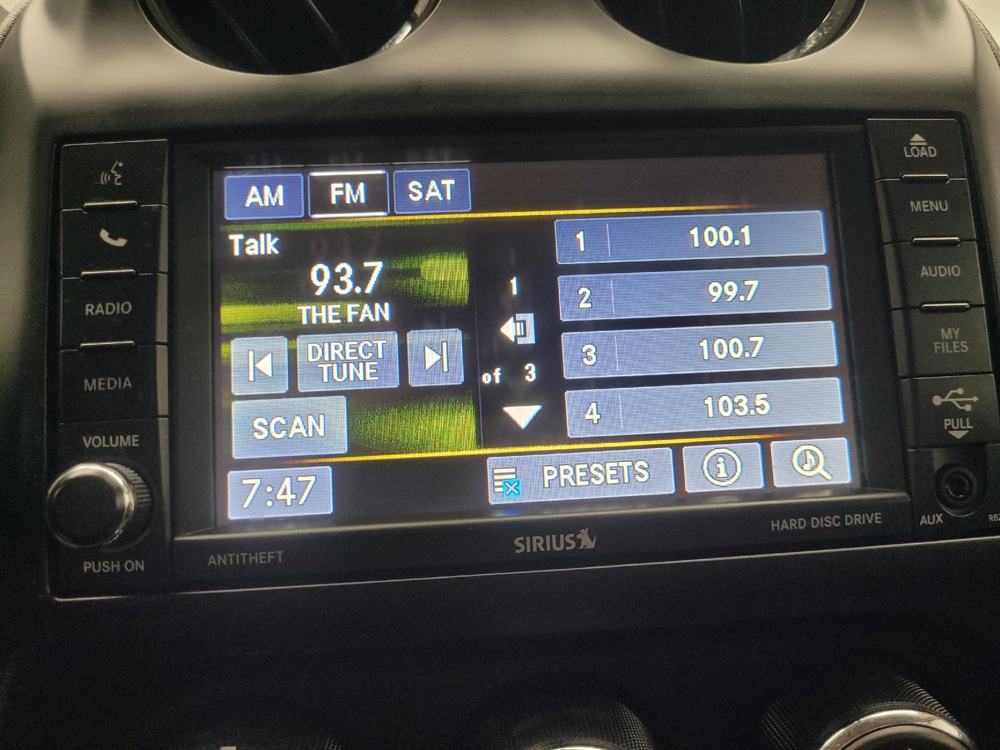 AM FM SAT
Talk
93.7
THE FAN
DIRECT
TUNE
SCAN
7:47
1
of 3
1 100.1
2 99.7
3 100.7
4 103.5
PRESETS
RADIO
MEDIA
VOLUME
PUSH ON
LOAD
MENU
AUDIO
MY
FILES
PULL
AUX
ANTITHEFT
SIRIUS
HARD DISC DRIVE